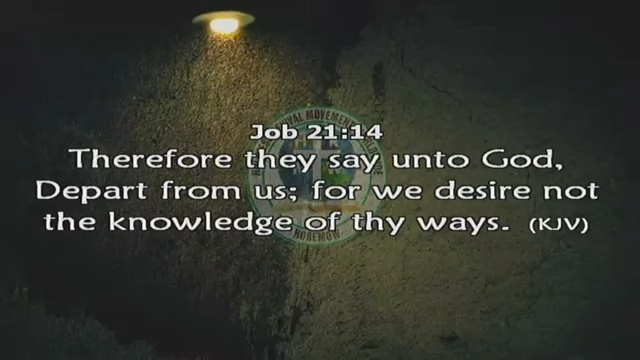 Job 21:14
Therefore they say unto God,
Depart from us; for we desire not
the knowledge of thy ways. (KJV)
HOREMOW